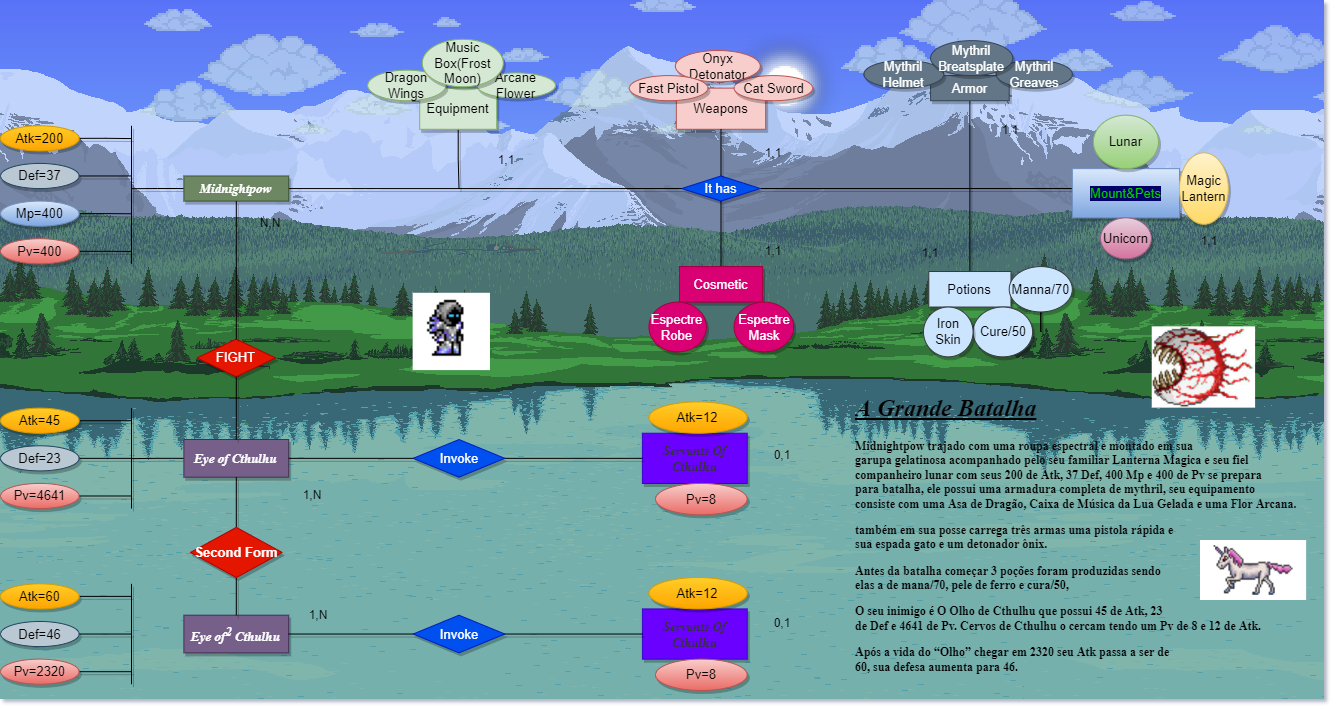 Music
Box(Frost
Moon)
Dragon
Wings
Arcane
Flower
Equipment
Onyx
Detonator
Fast Pistol
Cat Sword
Weapons
Mythril
Breatsplate
Mythril
Helmet
Mythril
Greaves
Armor
Atk=200
Def=37
Mp=400
Pv=400
Midnightpow
1,1
It has
1,1
1,1
Lunar
Mount&Pets
Magic
Lantern
Unicorn
1,1
N,N
1,1
1,1
Cosmetic
Espectre
Robe
Espectre
Mask
Potions
Manna/70
Iron
Skin
Cure/50
FIGHT
Atk=45
Def=23
Pv=4641
Eye of Cthulhu
Invoke
Atk=12
Servants Of
Cthulhu
Pv=8
0,1
1,N
Second Form
Atk=60
Def=46
Pv=2320
Eye of² Cthulhu
1,N
Invoke
Atk=12
Servants Of
Cthulhu
Pv=8
0,1
A Grande Batalha
Midnightpow trajado com uma roupa espectral e montado em sua
garupa gelatinosa acompanhado pelo seu familiar Lanterna Magica e seu fiel
companheiro lunar com seus 200 de Atk, 37 Def, 400 Mp e 400 de Pv se prepara
para batalha, ele possui uma armadura completa de mythril, seu equipamento
consiste com uma Asa de Dragão, Caixa de Música da Lua Gelada e uma Flor Arcana.
também em sua posse carrega três armas uma pistola rápida e
sua espada gato e um detonador ônix.
Antes da batalha começar 3 poções foram produzidas sendo
elas a de mana/70, pele de ferro e cura/50,
O seu inimigo é O Olho de Cthulhu que possui 45 de Atk, 23
de Def e 4641 de Pv. Cervos de Cthulhu o cercam tendo um Pv de 8 e 12 de Atk.
Após a vida do “Olho” chegar em 2320 seu Atk passa a ser de
60, sua defesa aumenta para 46.